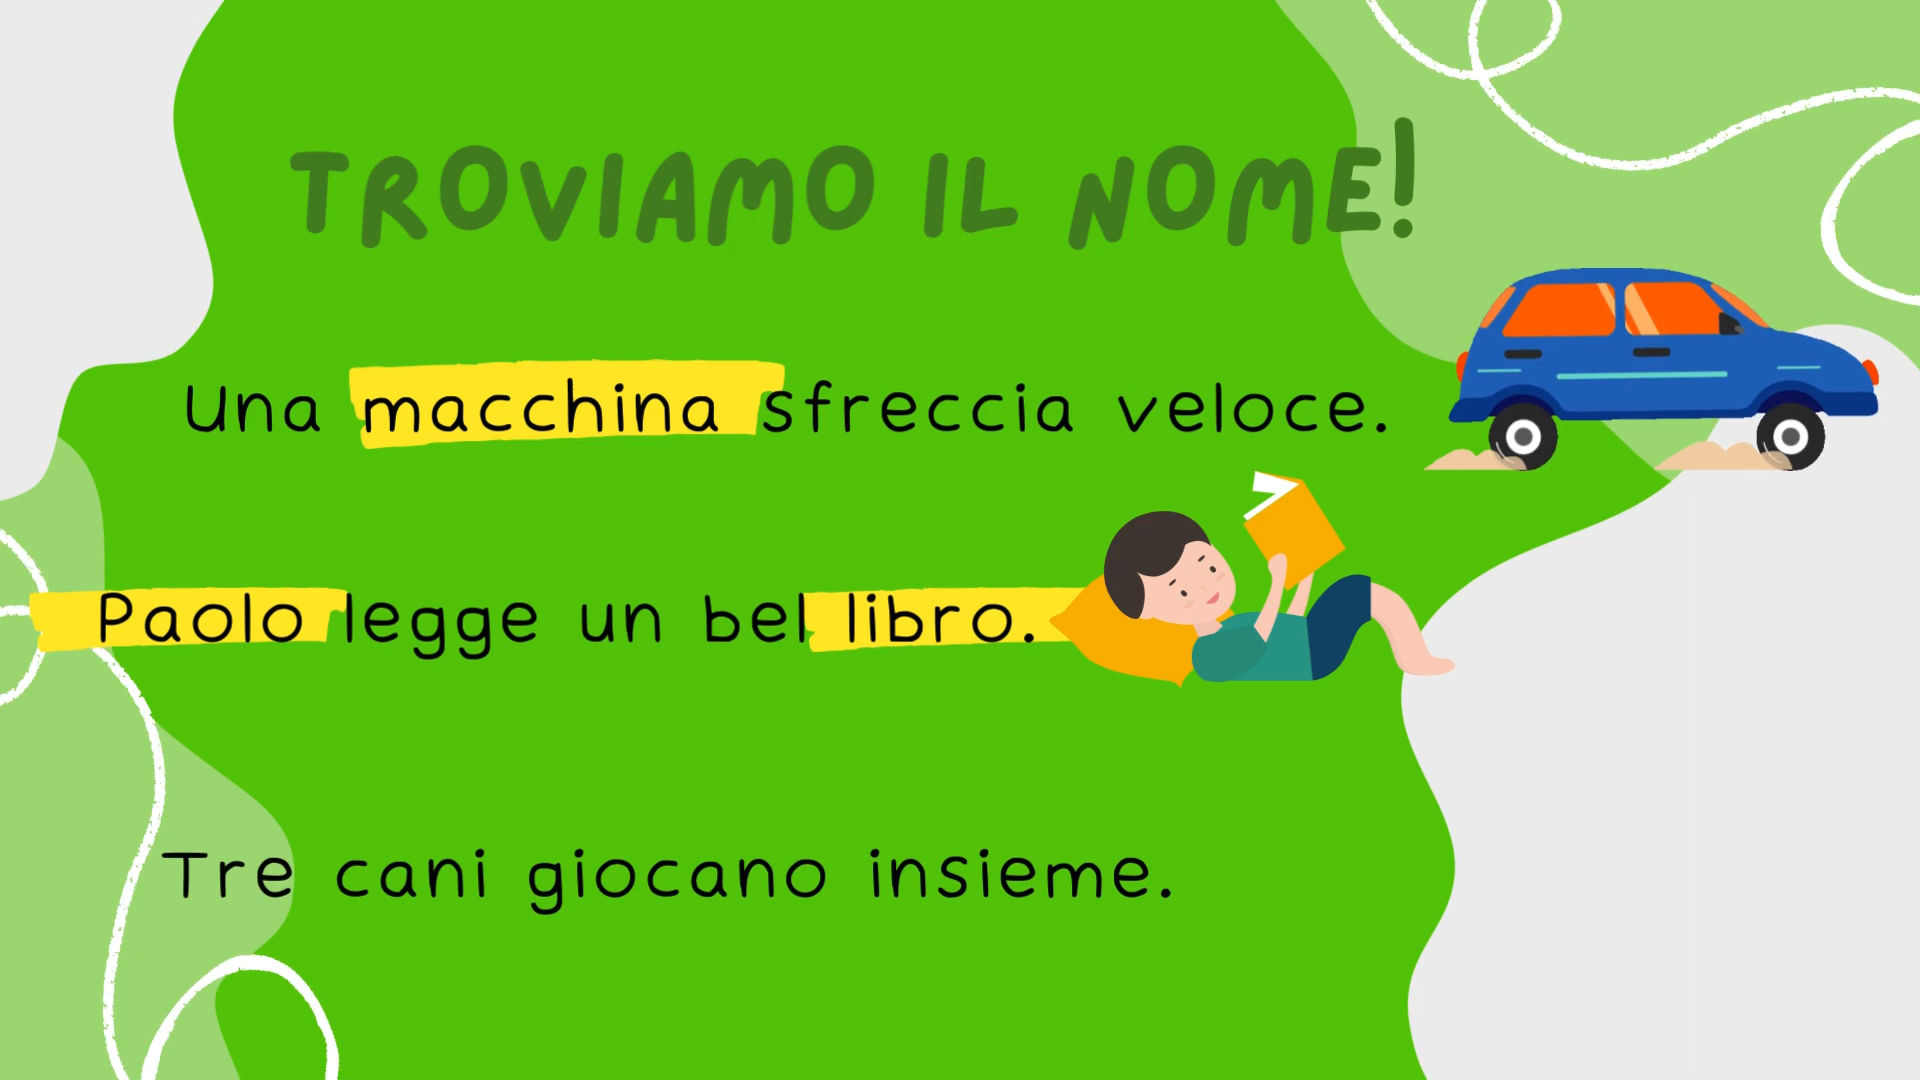 TROVIAMO IL NOME!
Una macchina sfreccia veloce.
Paolo legge un bel libro.
Tre cani giocano insieme.